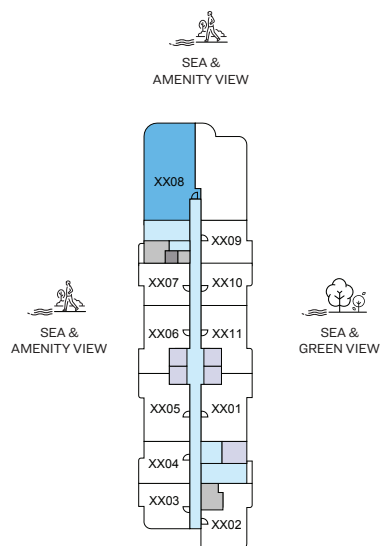 SEA &
AMENITY VIEW
XX08
XX09
XX07
XX10
SEA &
AMENITY VIEW
XX06
XX11
SEA &
GREEN VIEW
XX05
XX01
XX04
XX03
XX02